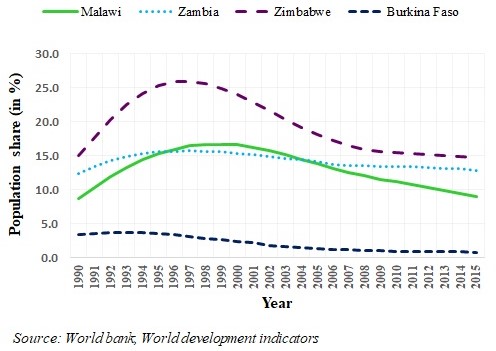 Malawi Zambia Zimbabwe Burkina Faso
30.0
25.0
20.0
15.0
10.0
5.0
0.0
Population share (in %)
1990 1991 1992 1993 1994 1995 1996 1997 1998 1999 2000 2001 2002 2003 2004 2005 2006 2007 2008 2009 2010 2011 2012 2013 2014 2015
Year
Source: World bank, World development indicators